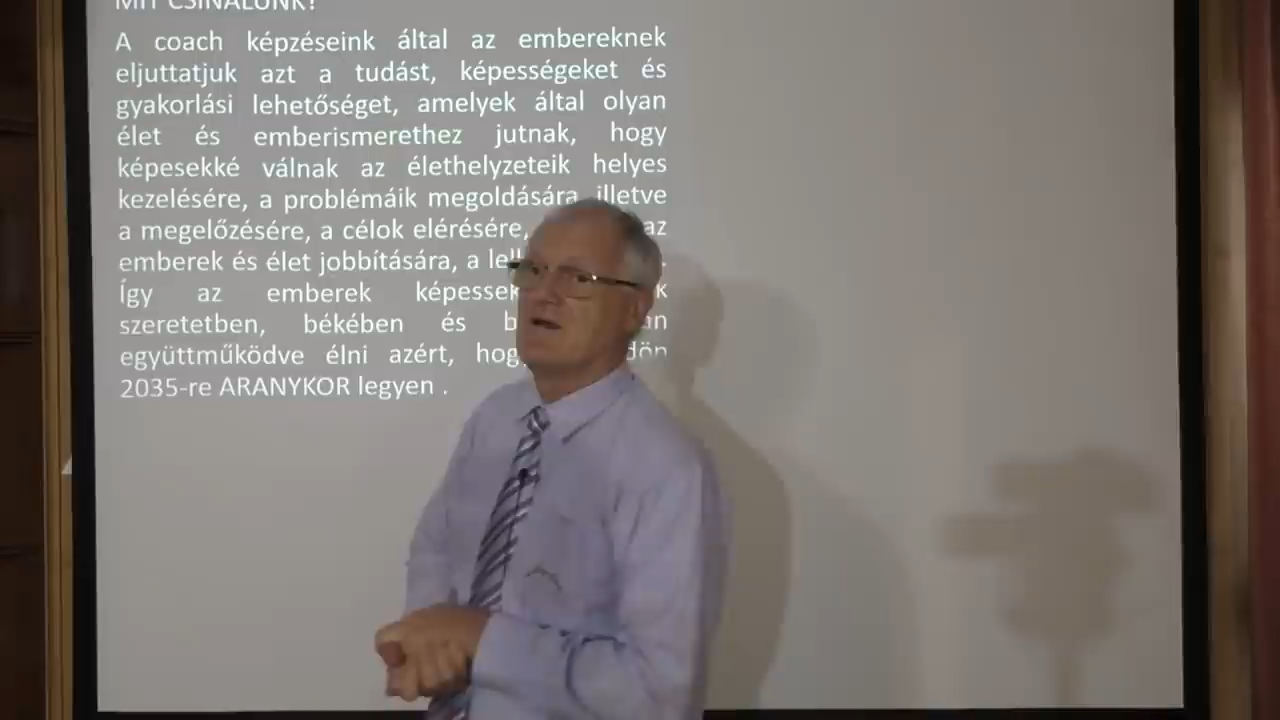 MIT CSINÁLUNK?
A coach képzéseink által az embereknek
eljuttatjuk azt a tudást, képességeket és
gyakorlási lehetőséget, amelyek által olyan
élet és emberismerethez jutnak, hogy
képesekké válnak az élethelyzeteik helyes
kezelésére, a problémáik megoldására, illetve
a megelőzésére, a célok elérésére, az
emberek és élet jobbítására, a
Így az emberek
szeretetben, békében és
együttműködve élni azért,
2035-re ARANYKOR legyen .